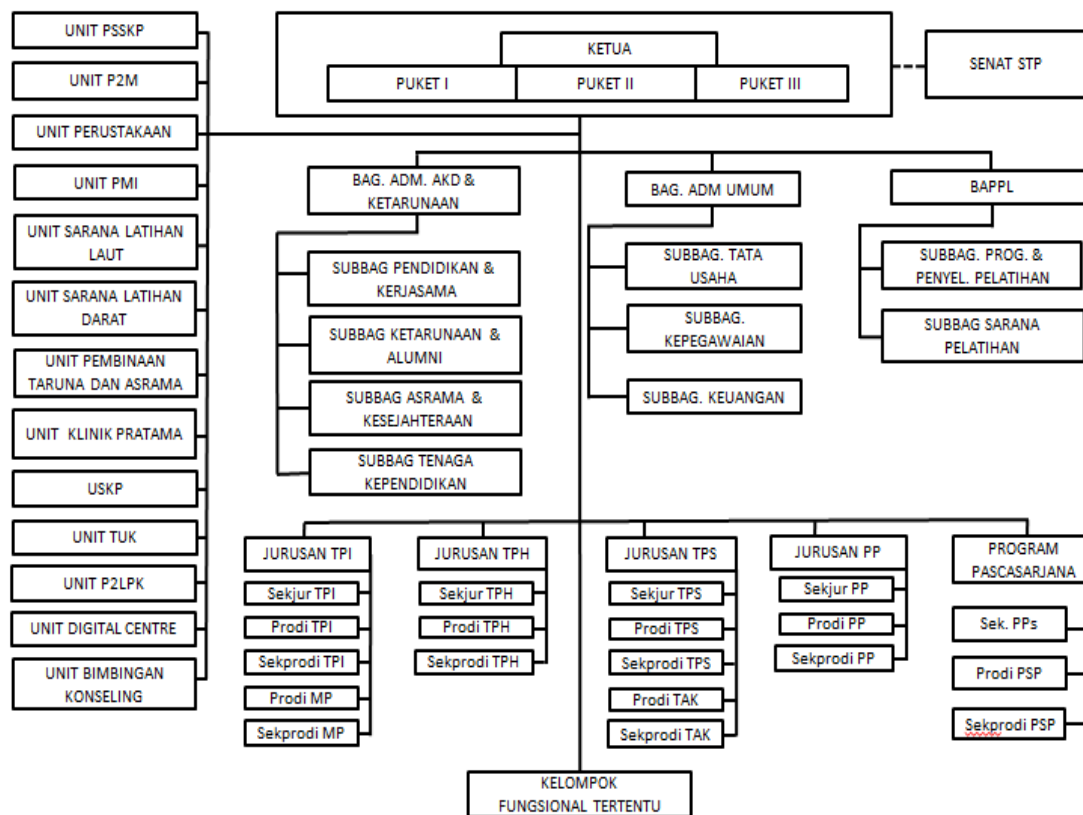 UNIT PSSKP
UNIT P2M
UNIT PERUSTAKAAN
UNIT PMI
UNIT SARANA LATIHAN
LAUT
UNIT SARANA LATIHAN
DARAT
UNIT PEMBINAAN
TARUNA DAN ASRAMA
UNIT KLINIK PRATAMA
USKP
UNIT TUK
UNIT P2LPK
UNIT DIGITAL CENTRE
UNIT BIMBINGAN
KONSELING
KETUA
PUKET I
PUKET II
PUKET III
SENAT STP
BAG. ADM. AKD &
KETARUNAAN
SUBBAG PENDIDIKAN &
KERJASAMA
SUBBAG KETARUNAAN &
ALUMNI
SUBBAG ASRAMA &
KESEJAHTERAAN
SUBBAG TENAGA
KEPENDIDIKAN
BAG. ADM UMUM
SUBBAG. TATA
USAHA
SUBBAG.
KEPEGAWAIAN
SUBBAG. KEUANGAN
BAPPL
SUBBAG. PROG. &
PENYEL. PELATIHAN
SUBBAG SARANA
PELATIHAN
JURUSAN TPI
Sekjur TPI
Prodi TPI
Sekprodi TPI
Prodi MP
Sekprodi MP
JURUSAN TPH
Sekjur TPH
Prodi TPH
Sekprodi TPH
JURUSAN TPS
Sekjur TPS
Prodi TPS
Sekprodi TPS
Prodi TAK
Sekprodi TAK
JURUSAN PP
Sekjur PP
Prodi PP
Sekprodi PP
PROGRAM
PASCASARJANA
Sek. PPs
Prodi PSP
Sekprodi PSP
KELOMPOK
FUNGSIONAL TERTENTU